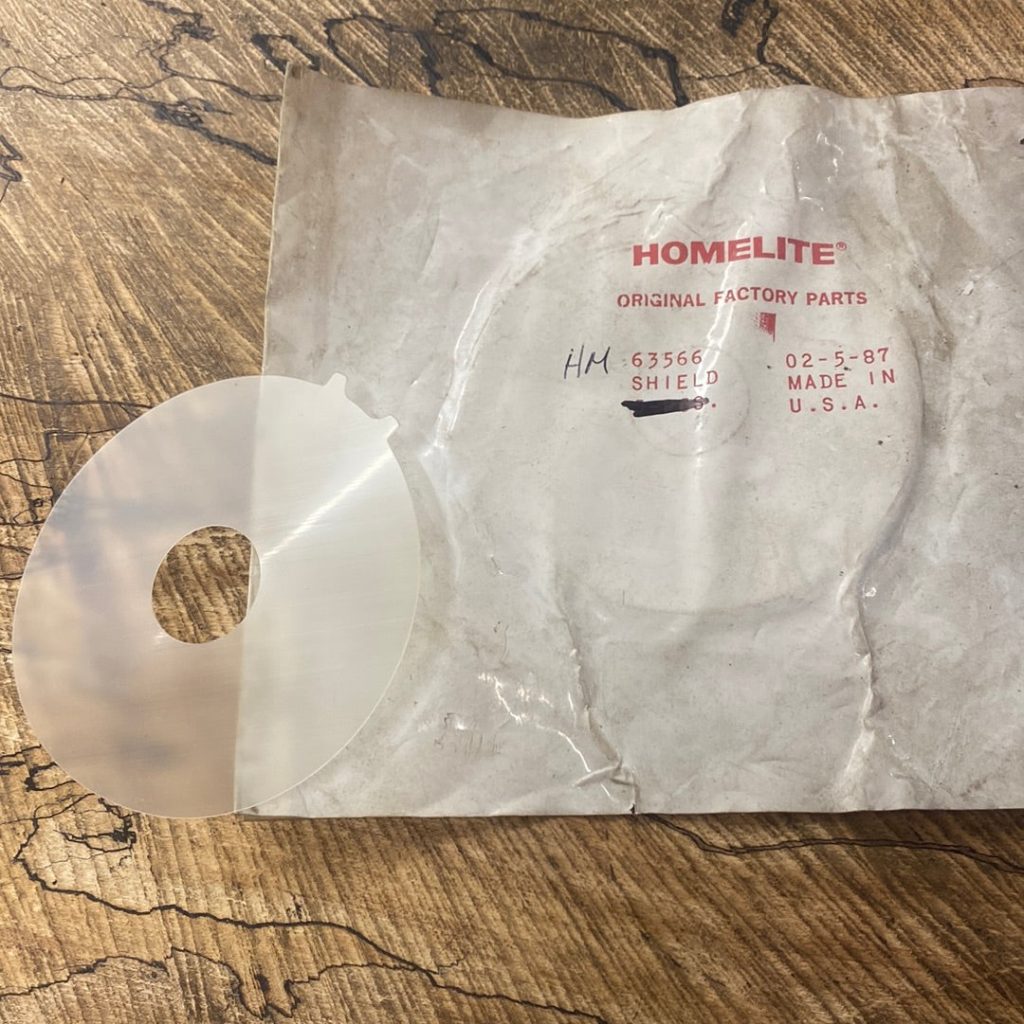 HOMELITE®
ORIGINAL FACTORY PARTS
HM 63566 02-5-87
SHIELD MADE IN
S. U.S.A.